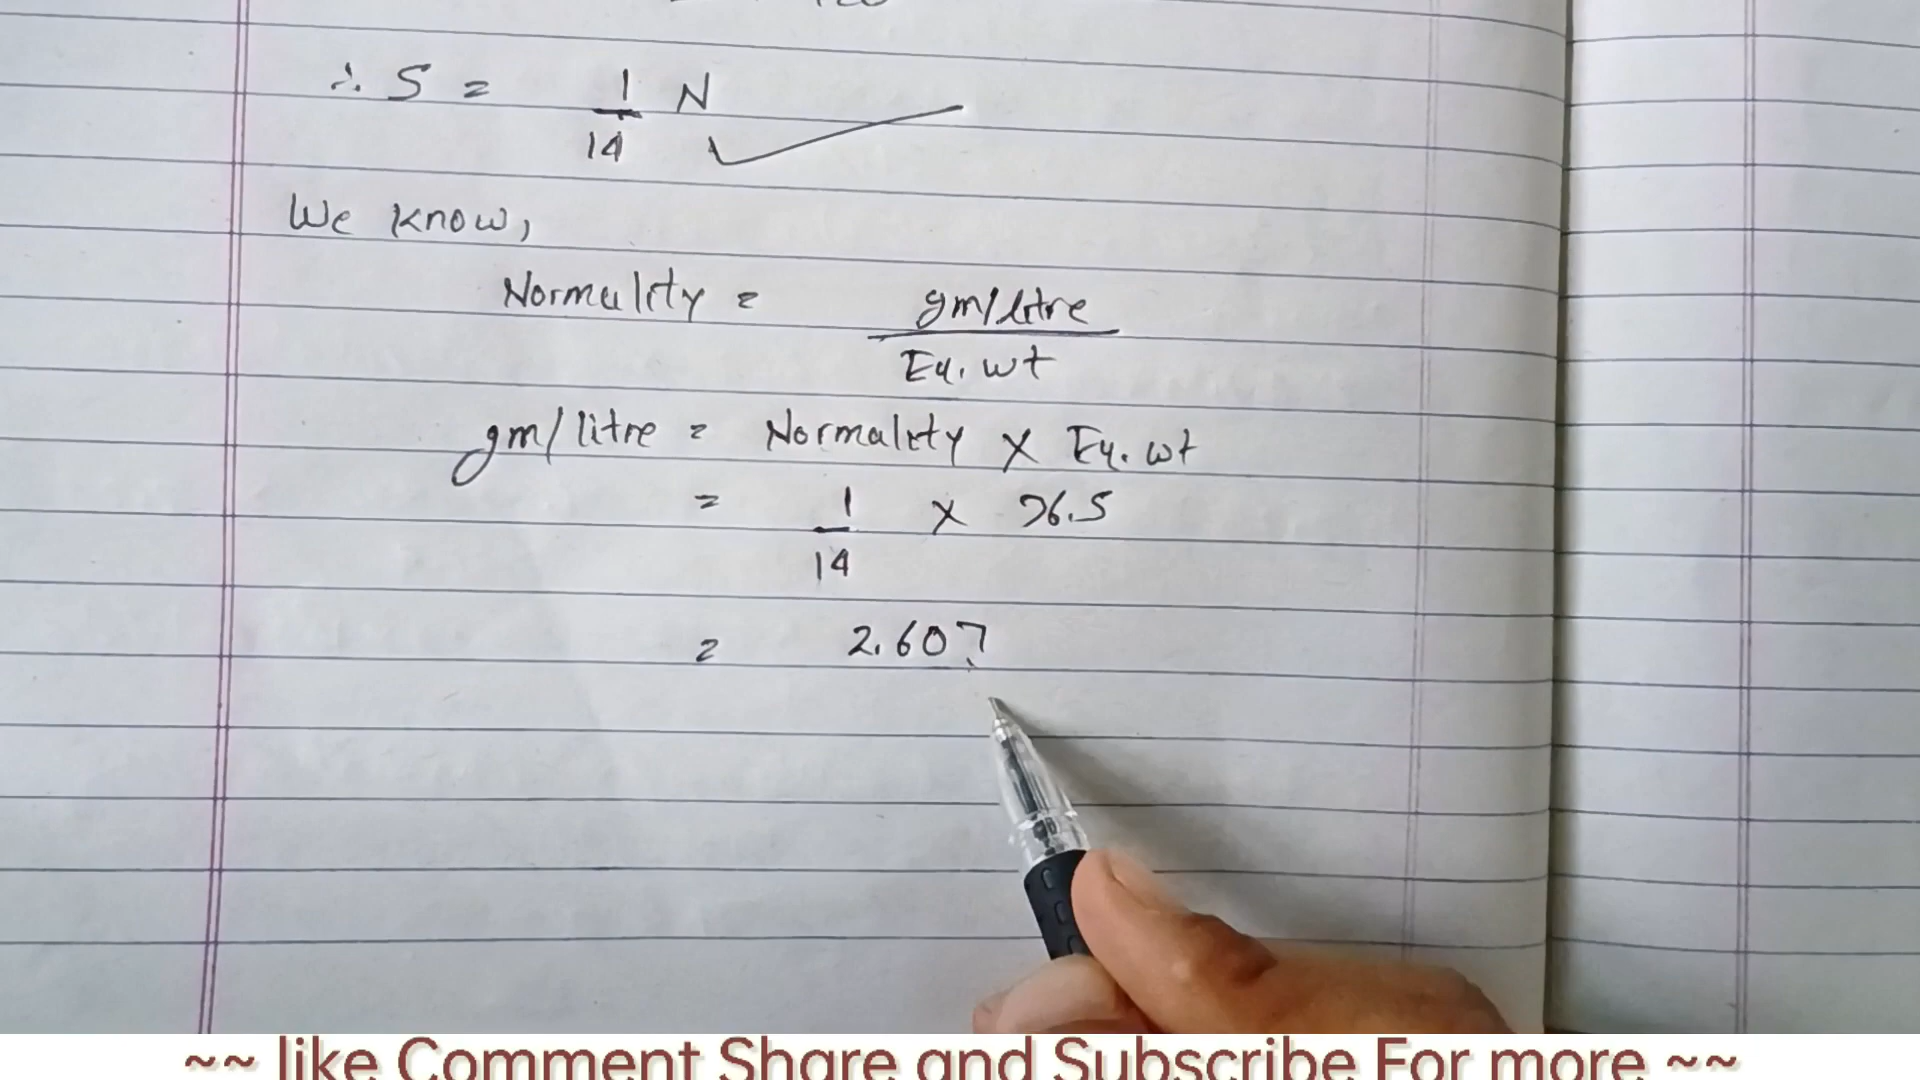 ∴ S = 1/14 N
We know,
Normality = gm/litre / Eq. wt
gm/litre = Normality × Eq. wt
= 1/14 × 36.5
= 2.607
~~ like Comment Share and Subscribe For more ~~